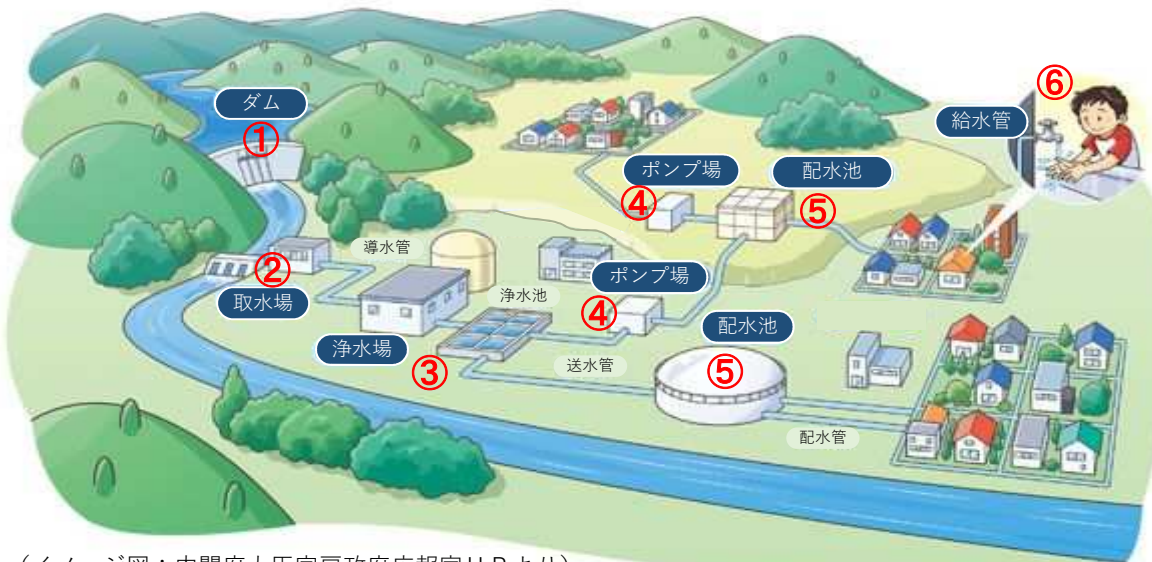 ダム
①
⑥
給水管
ポンプ場
④
配水池
⑤
導水管
②
取水場
浄水池
ポンプ場
④
浄水場
③
送水管
配水池
⑤
配水管